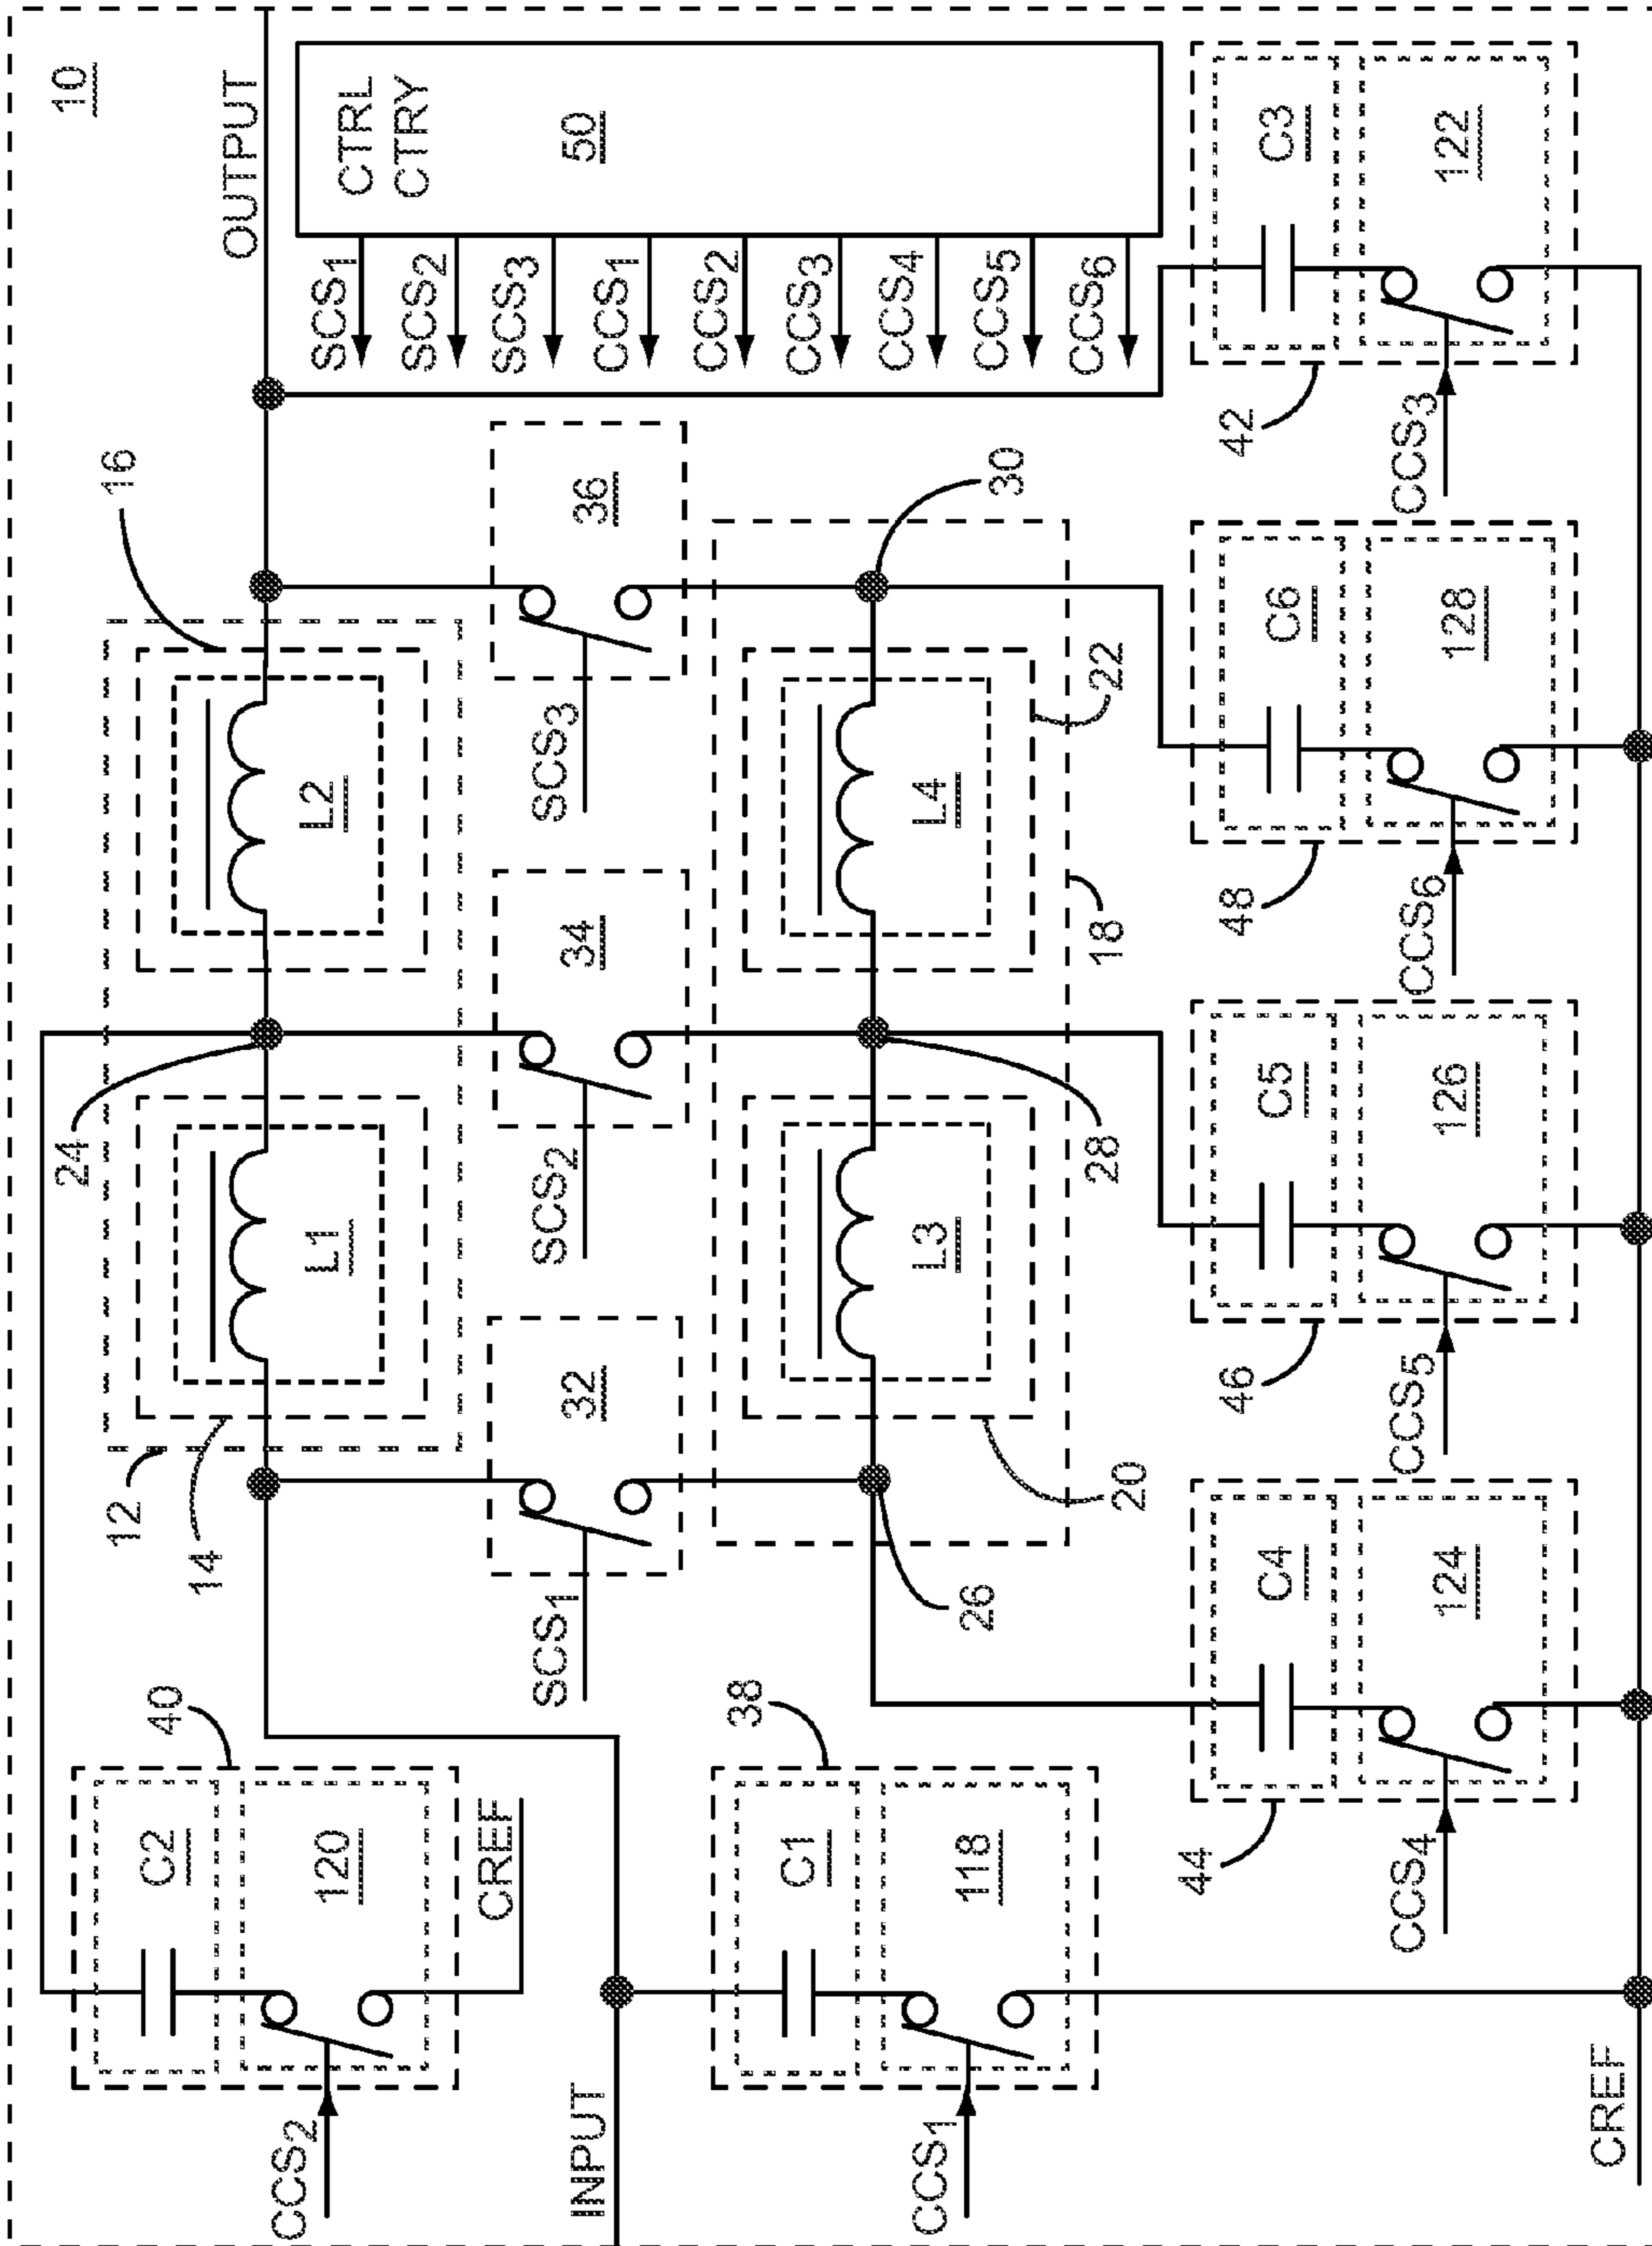 10
OUTPUT
CTRL
CTRY
50
SCS1
SCS2
SCS3
CCS1
CCS2
CCS3
CCS4
CCS5
CCS6
16
L2
24
L1
12
14
40
C2
120
CREF
CCS2
INPUT
36
SCS3
34
SCS2
32
SCS1
30
L4
22
18
28
L3
20
26
38
C1
118
CCS1
C3
122
42
CCS3
C6
128
48
CCS6
C5
126
46
CCS5
C4
124
44
CCS4
CREF